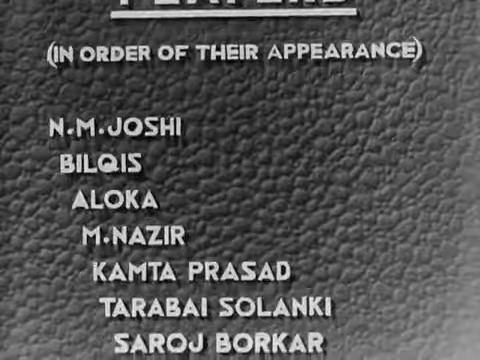 (IN ORDER OF THEIR APPEARANCE)
N.M.JOSHI
BILQIS
ALOKA
M.NAZIR
KAMTA PRASAD
TARABAI SOLANKI
SAROJ BORKAR